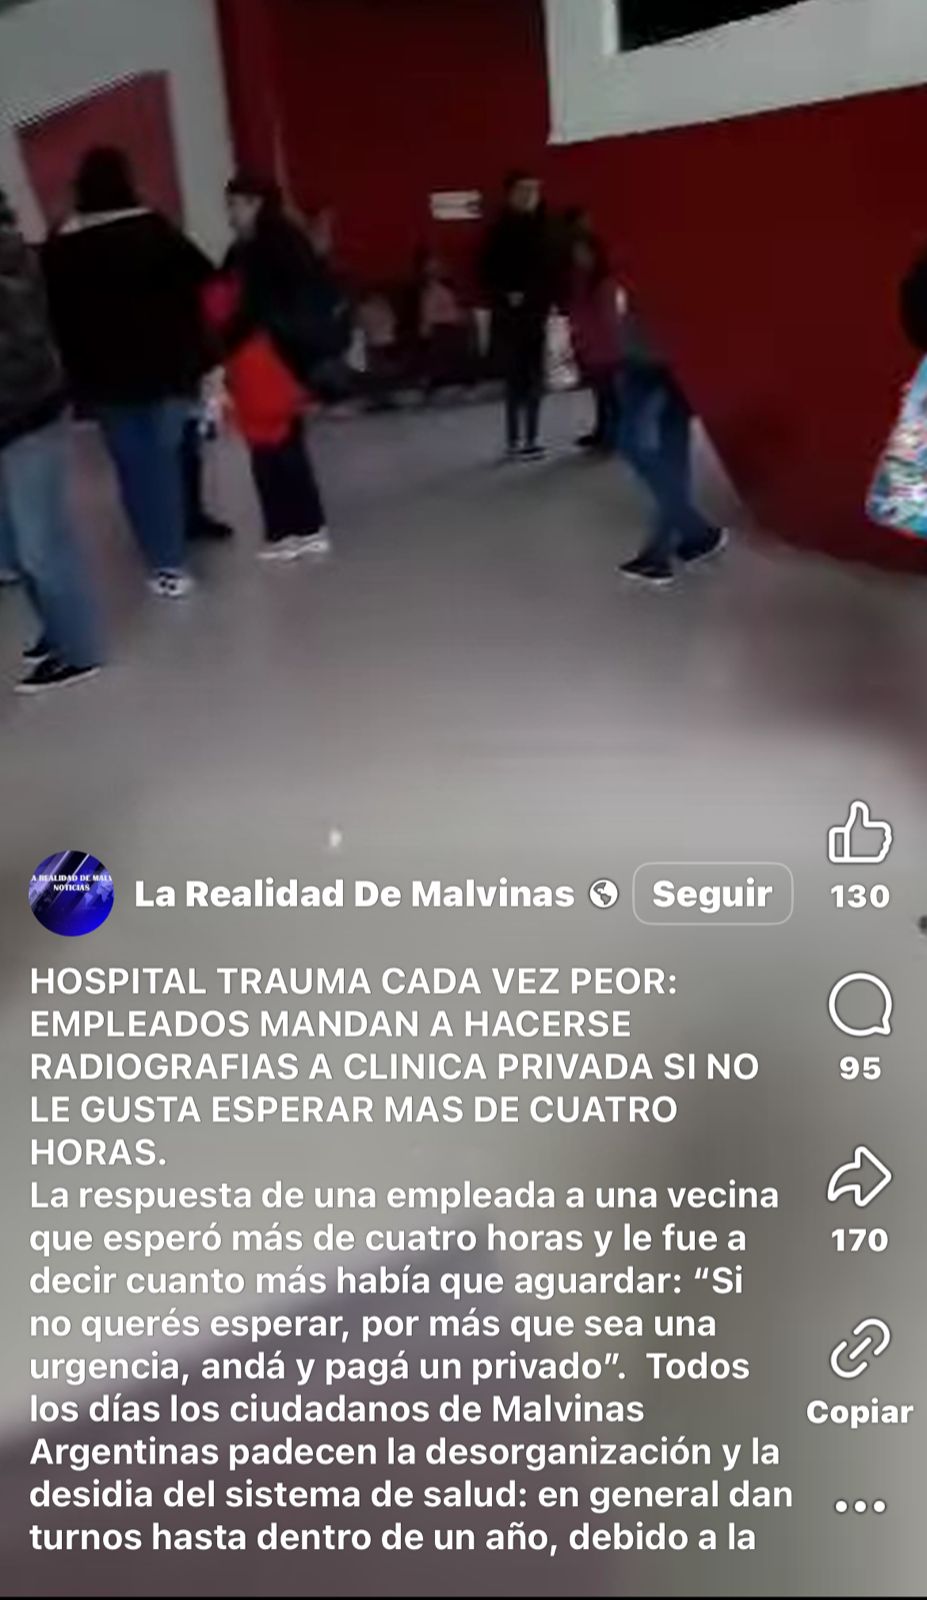 A REALIDAD DE MALV
NOTICIAS
La Realidad De Malvinas
Seguir
130
HOSPITAL TRAUMA CADA VEZ PEOR:
EMPLEADOS MANDAN A HACERSE
RADIOGRAFIAS A CLINICA PRIVADA SI NO
LE GUSTA ESPERAR MAS DE CUATRO
HORAS.
La respuesta de una empleada a una vecina
que esperó más de cuatro horas y le fue a
decir cuanto más había que aguardar: “Si
no querés esperar, por más que sea una
urgencia, andá y pagá un privado”.  Todos
los días los ciudadanos de Malvinas
Argentinas padecen la desorganización y la
desidia del sistema de salud: en general dan
turnos hasta dentro de un año, debido a la
95
170
Copiar